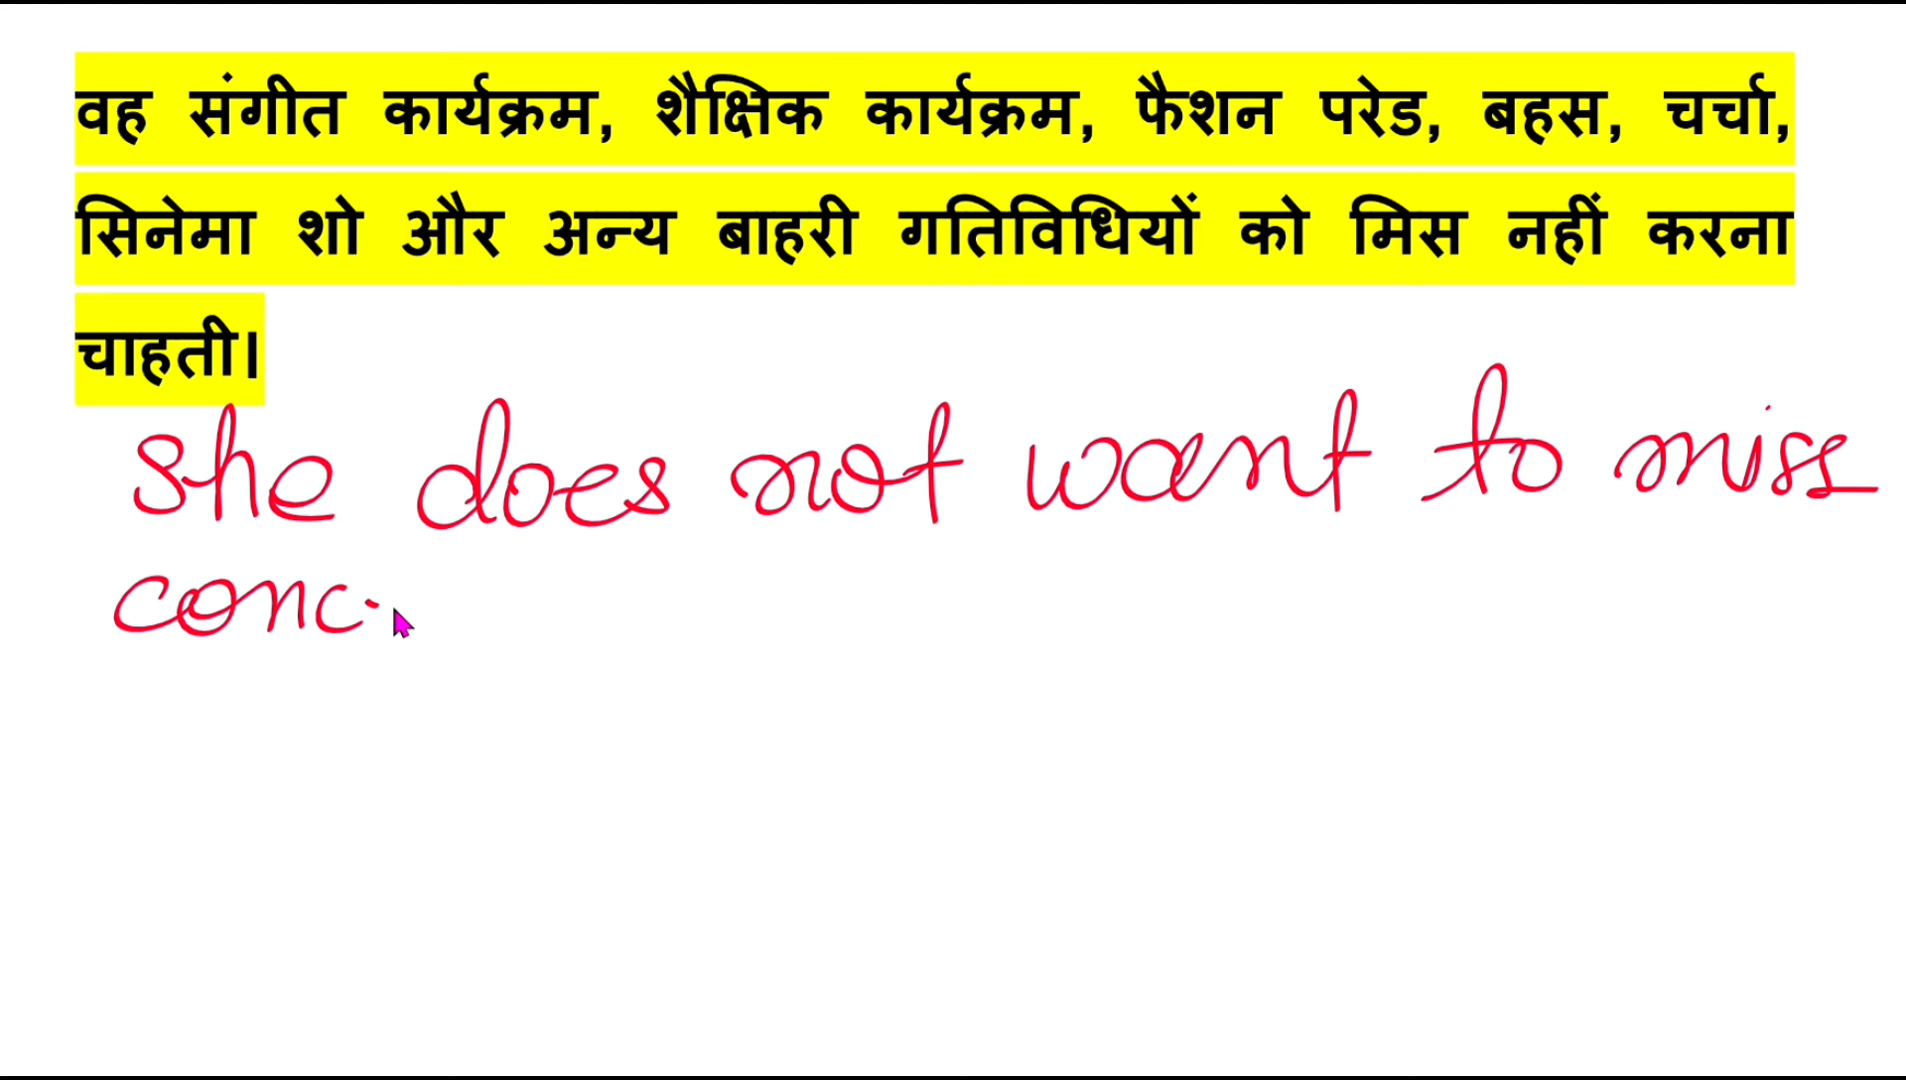 वह संगीत कार्यक्रम, शैक्षिक कार्यक्रम, फैशन परेड, बहस, चर्चा,
सिनेमा शो और अन्य बाहरी गतिविधियों को मिस नहीं करना
चाहती।
She does not want to miss
conc